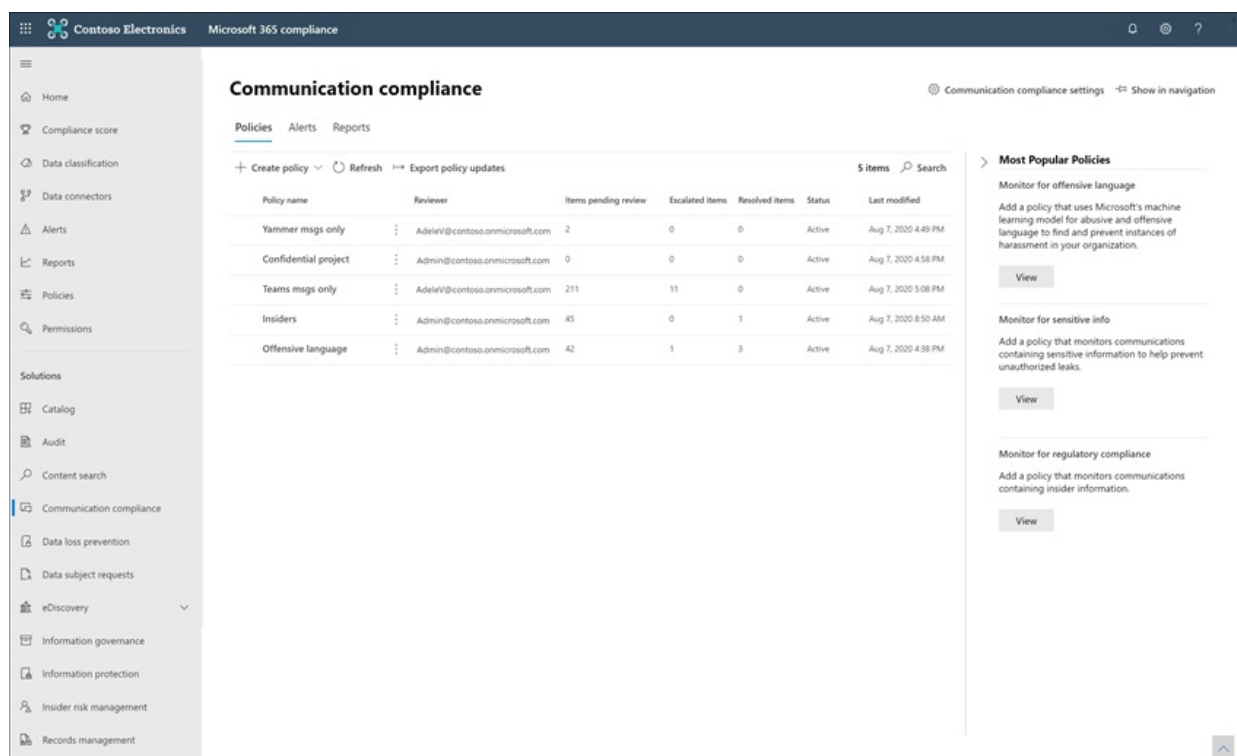 Contoso Electronics Microsoft 365 compliance ?
Home
Compliance score
Data classification
Data connectors
Alerts
Reports
Policies
Permissions
Solutions
Catalog
Audit
Content search
Communication compliance
Data loss prevention
Data subject requests
eDiscovery
Information governance
Information protection
Insider risk management
Records management
Communication compliance
Communication compliance settings Show in navigation
Policies Alerts Reports
Create policy Refresh Export policy updates 5 items Search
Policy name Reviewer Items pending review Escalated items Resolved items Status Last modified
Yammer msgs only AdeleV@contoso.onmicrosoft.com 2 0 0 Active Aug 7, 2020 4:49 PM
Confidential project Admin@contoso.onmicrosoft.com 0 0 0 Active Aug 7, 2020 4:58 PM
Teams msgs only AdeleV@contoso.onmicrosoft.com 211 11 0 Active Aug 7, 2020 5:08 PM
Insiders Admin@contoso.onmicrosoft.com 45 0 1 Active Aug 7, 2020 8:50 AM
Offensive language Admin@contoso.onmicrosoft.com 42 1 3 Active Aug 7, 2020 4:38 PM
Most Popular Policies
Monitor for offensive language
Add a policy that uses Microsoft's machine
learning model for abusive and offensive
language to find and prevent instances of
harassment in your organization.
View
Monitor for sensitive info
Add a policy that monitors communications
containing sensitive information to help prevent
unauthorized leaks.
View
Monitor for regulatory compliance
Add a policy that monitors communications
containing insider information.
View